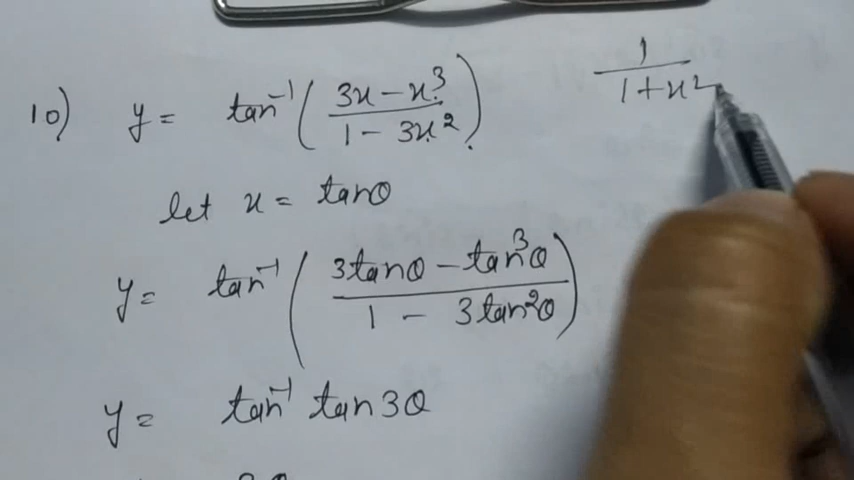 10) y = tan⁻¹ ( (3x − x³) / (1 − 3x²) )
1 / (1 + x²)
let x = tanθ
y = tan⁻¹ ( (3tanθ − tan³θ) / (1 − 3tan²θ) )
y = tan⁻¹ tan3θ